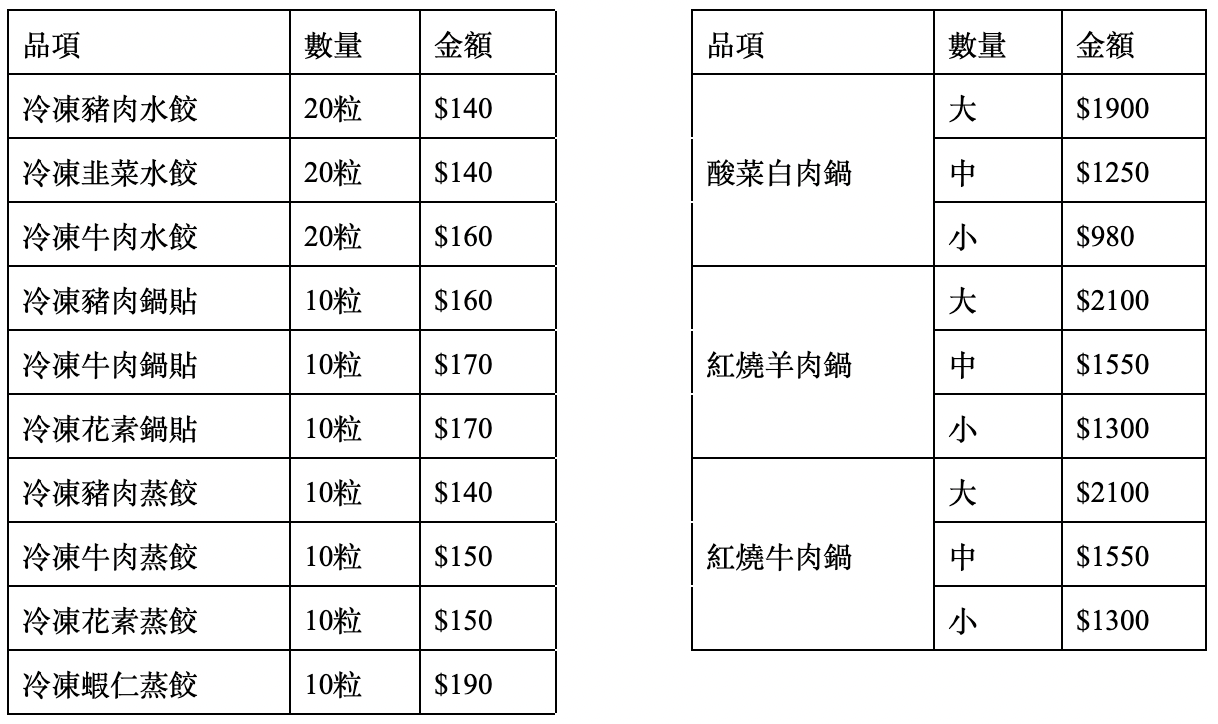 品項 數量 金額
冷凍豬肉水餃 20粒 $140
冷凍韭菜水餃 20粒 $140
冷凍牛肉水餃 20粒 $160
冷凍豬肉鍋貼 10粒 $160
冷凍牛肉鍋貼 10粒 $170
冷凍花素鍋貼 10粒 $170
冷凍豬肉蒸餃 10粒 $140
冷凍牛肉蒸餃 10粒 $150
冷凍花素蒸餃 10粒 $150
冷凍蝦仁蒸餃 10粒 $190
品項 數量 金額
大 $1900
酸菜白肉鍋 中 $1250
小 $980
大 $2100
紅燒羊肉鍋 中 $1550
小 $1300
大 $2100
紅燒牛肉鍋 中 $1550
小 $1300